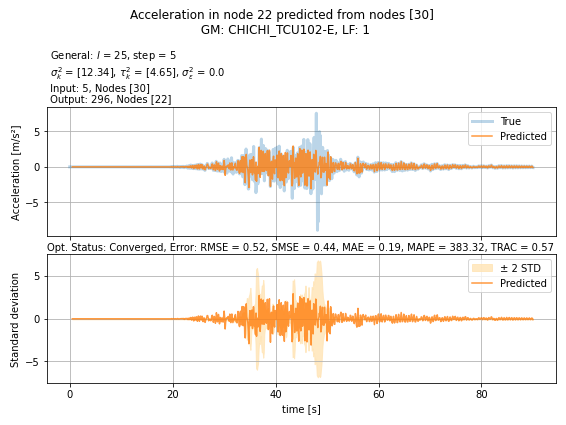 Acceleration in node 22 predicted from nodes [30]
GM: CHICHI_TCU102-E, LF: 1
General: l = 25, step = 5
σ²ₖ = [12.34], τ²ₖ = [4.65], σ²ε = 0.0
Input: 5, Nodes [30]
Output: 296, Nodes [22]
Acceleration [m/s²]
5
0
−5
True
Predicted
Opt. Status: Converged, Error: RMSE = 0.52, SMSE = 0.44, MAE = 0.19, MAPE = 383.32, TRAC = 0.57
Standard deviation
5
0
−5
± 2 STD
Predicted
0 20 40 60 80
time [s]